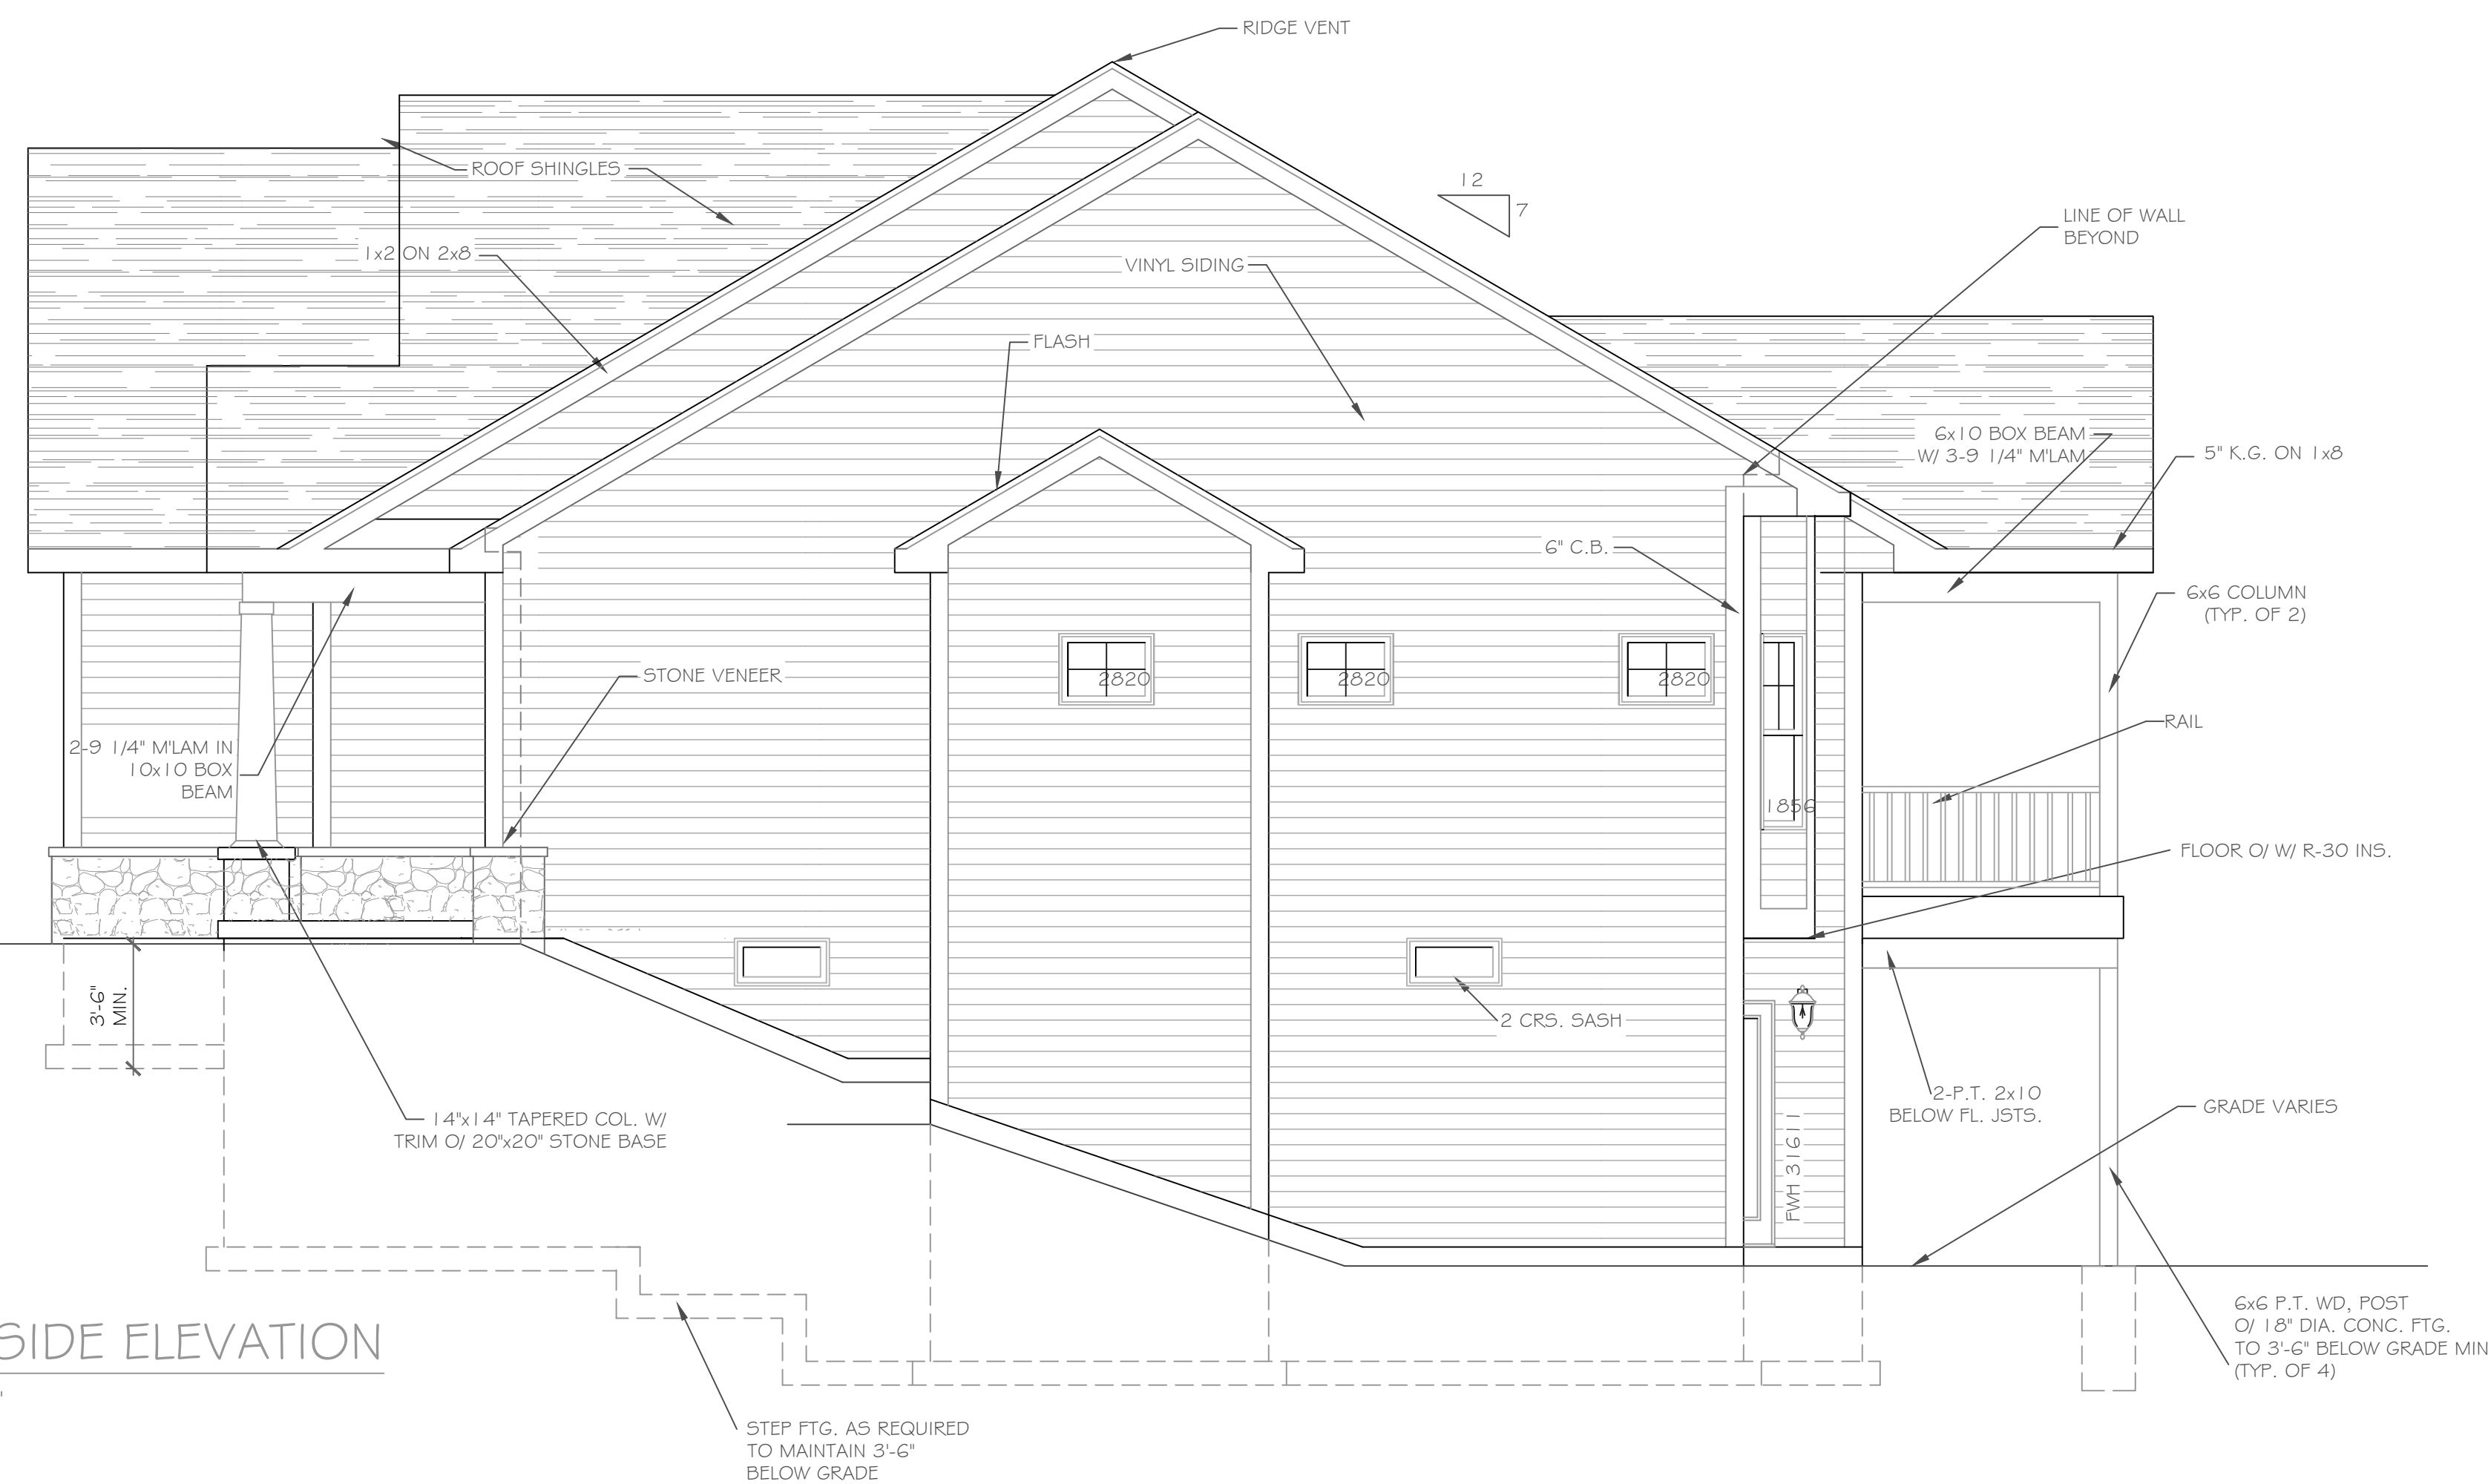 RIDGE VENT
ROOF SHINGLES
12
7
LINE OF WALL
BEYOND
1x2 ON 2x8
VINYL SIDING
FLASH
6x10 BOX BEAM
W/ 3-9 1/4" M'LAM
5" K.G. ON 1x8
6" C.B.
6x6 COLUMN
(TYP. OF 2)
STONE VENEER
2820
2820
2820
RAIL
2-9 1/4" M'LAM IN
10x10 BOX
BEAM
1856
FLOOR O/ W/ R-30 INS.
3'-6"
MIN.
2 CRS. SASH
14"x14" TAPERED COL. W/
TRIM O/ 20"x20" STONE BASE
FWH 31611
2-P.T. 2x10
BELOW FL. JSTS.
GRADE VARIES
SIDE ELEVATION
"
6x6 P.T. WD, POST
O/ 18" DIA. CONC. FTG.
TO 3'-6" BELOW GRADE MIN
(TYP. OF 4)
STEP FTG. AS REQUIRED
TO MAINTAIN 3'-6"
BELOW GRADE